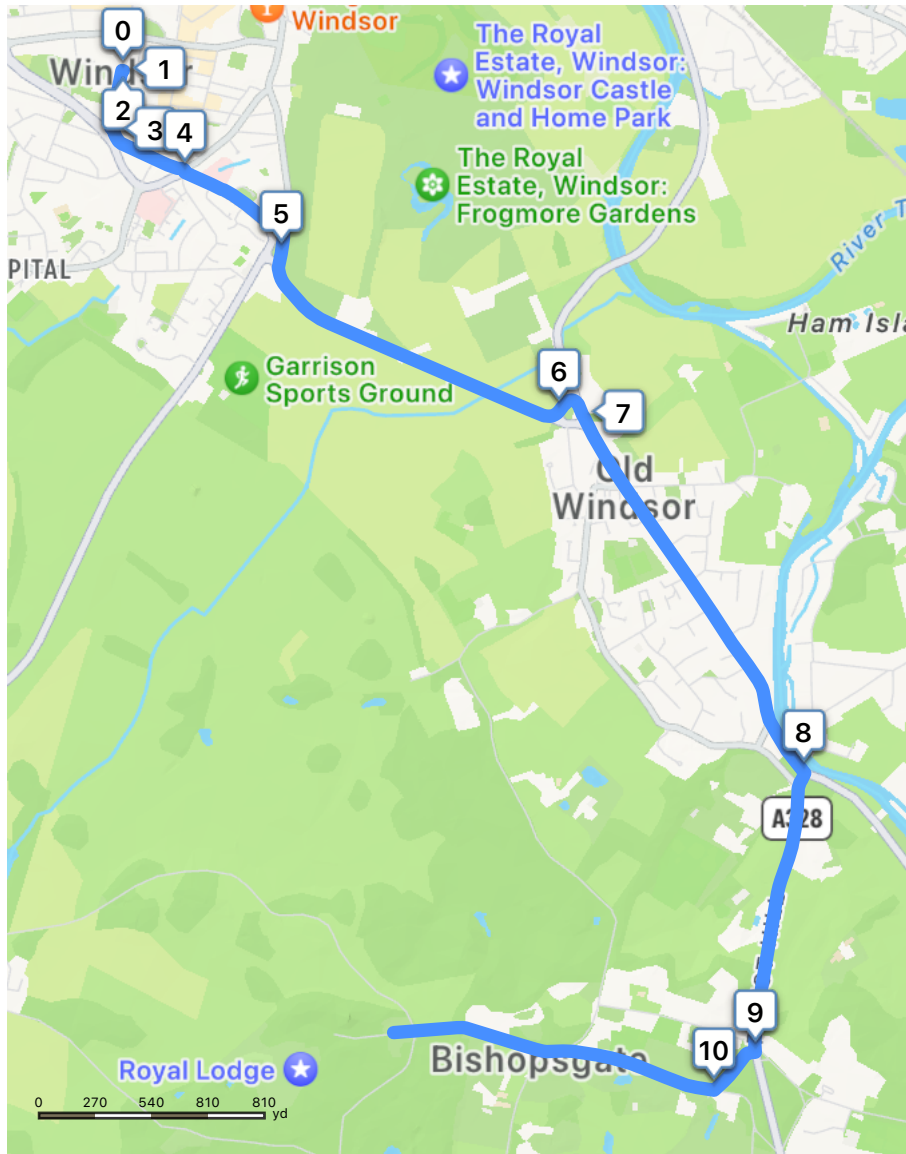 Windsor
The Royal
Estate, Windsor:
Windsor Castle
and Home Park
0
1
2
3
4
The Royal
Estate, Windsor:
Frogmore Gardens
5
PITAL
River T
Ham Isla
6
Garrison
Sports Ground
7
Old
Windsor
8
A328
9
10
Bishopsgate
Royal Lodge
0 270 540 810 810
yd